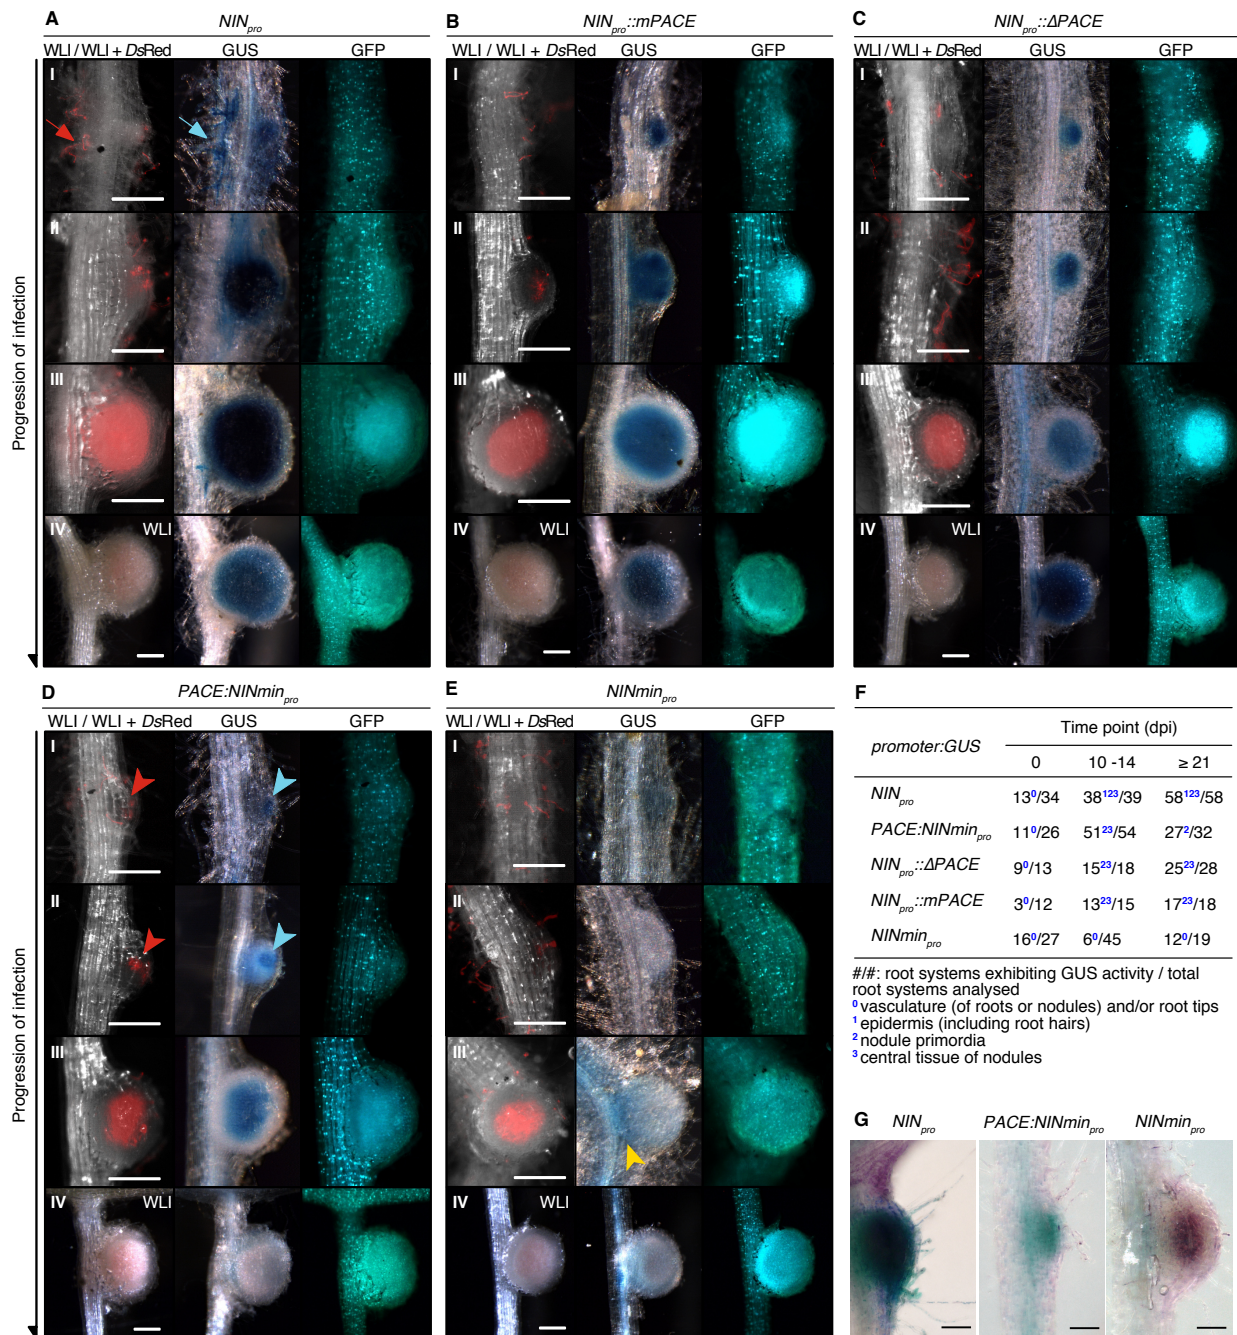 A
NINpro
WLI / WLI + DsRed GUS GFP
I
II
III
IV WLI
Progression of infection
B
NINpro::mPACE
WLI / WLI + DsRed GUS GFP
I
II
III
IV WLI
C
NINpro::ΔPACE
WLI / WLI + DsRed GUS GFP
I
II
III
IV WLI
D
PACE:NINminpro
WLI / WLI + DsRed GUS GFP
I
II
III
IV WLI
Progression of infection
E
NINminpro
WLI / WLI + DsRed GUS GFP
I
II
III
IV WLI
F
Time point (dpi)
promoter:GUS
0 10 -14 ≥ 21
NINpro 13⁰/34 38¹²³/39 58¹²³/58
PACE:NINminpro 11⁰/26 51²³/54 27²/32
NINpro::ΔPACE 9⁰/13 15²³/18 25²³/28
NINpro::mPACE 3⁰/12 13²³/15 17²³/18
NINminpro 16⁰/27 6⁰/45 12⁰/19
#/#: root systems exhibiting GUS activity / total
root systems analysed
⁰ vasculature (of roots or nodules) and/or root tips
¹ epidermis (including root hairs)
² nodule primordia
³ central tissue of nodules
G
NINpro PACE:NINminpro NINminpro